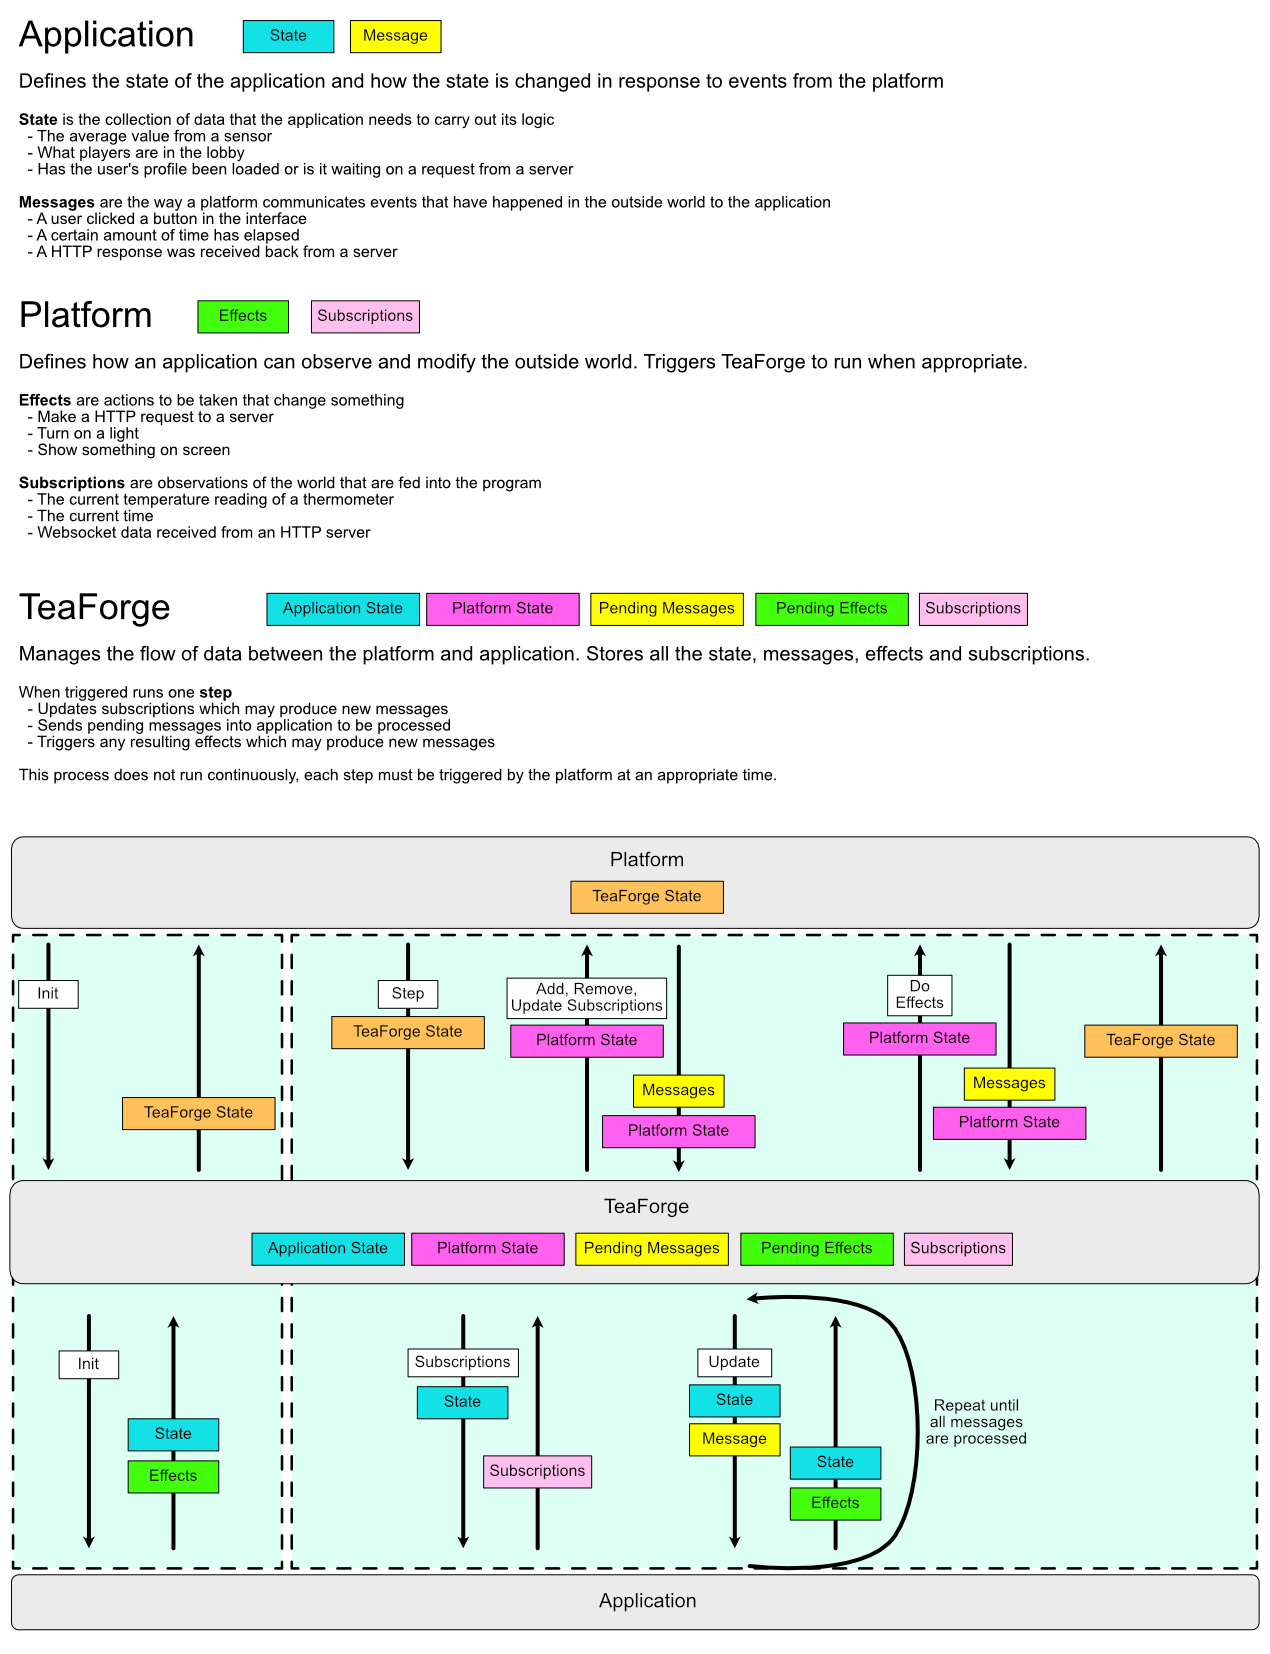 Application
State
Message
Defines the state of the application and how the state is changed in response to events from the platform
State is the collection of data that the application needs to carry out its logic
- The average value from a sensor
- What players are in the lobby
- Has the user's profile been loaded or is it waiting on a request from a server
Messages are the way a platform communicates events that have happened in the outside world to the application
- A user clicked a button in the interface
- A certain amount of time has elapsed
- A HTTP response was received back from a server
Platform
Effects
Subscriptions
Defines how an application can observe and modify the outside world. Triggers TeaForge to run when appropriate.
Effects are actions to be taken that change something
- Make a HTTP request to a server
- Turn on a light
- Show something on screen
Subscriptions are observations of the world that are fed into the program
- The current temperature reading of a thermometer
- The current time
- Websocket data received from an HTTP server
TeaForge
Application State
Platform State
Pending Messages
Pending Effects
Subscriptions
Manages the flow of data between the platform and application. Stores all the state, messages, effects and subscriptions.
When triggered runs one step
- Updates subscriptions which may produce new messages
- Sends pending messages into application to be processed
- Triggers any resulting effects which may produce new messages
This process does not run continuously, each step must be triggered by the platform at an appropriate time.
Platform
TeaForge State
Init
TeaForge State
Step
TeaForge State
Add, Remove,
Update Subscriptions
Platform State
Messages
Platform State
Do
Effects
Platform State
Messages
Platform State
TeaForge State
TeaForge
Application State
Platform State
Pending Messages
Pending Effects
Subscriptions
Init
State
Effects
Subscriptions
State
Subscriptions
Update
State
Message
State
Effects
Repeat until
all messages
are processed
Application